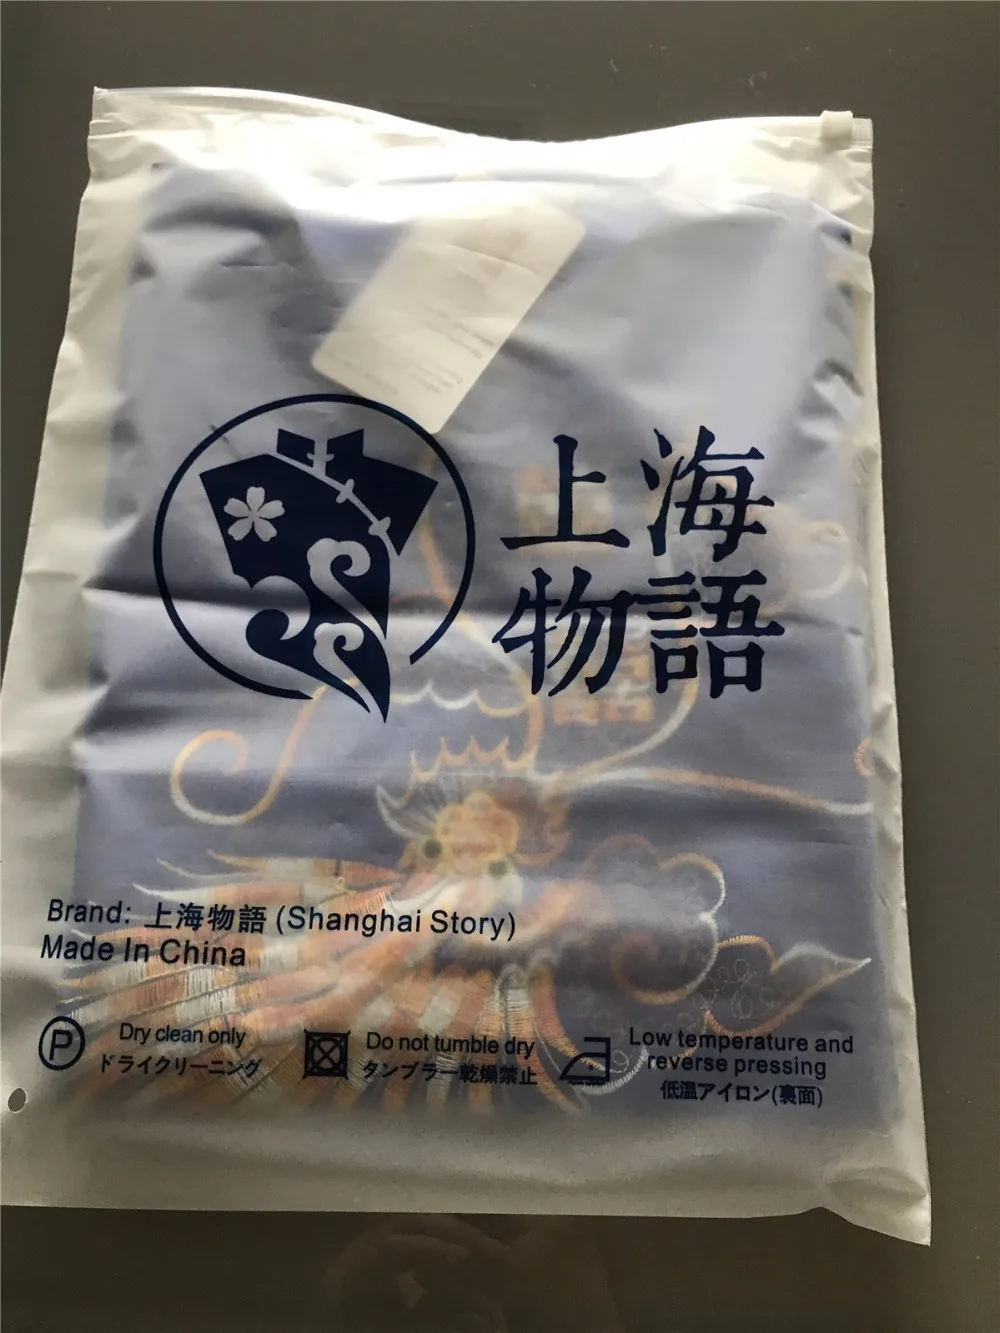 上海
物語
Brand: 上海物語 (Shanghai Story)
Made In China
P
Dry clean only
ドライクリーニング
Do not tumble dry
タンブラー乾燥禁止
Low temperature and
reverse pressing
低温アイロン(裏面)